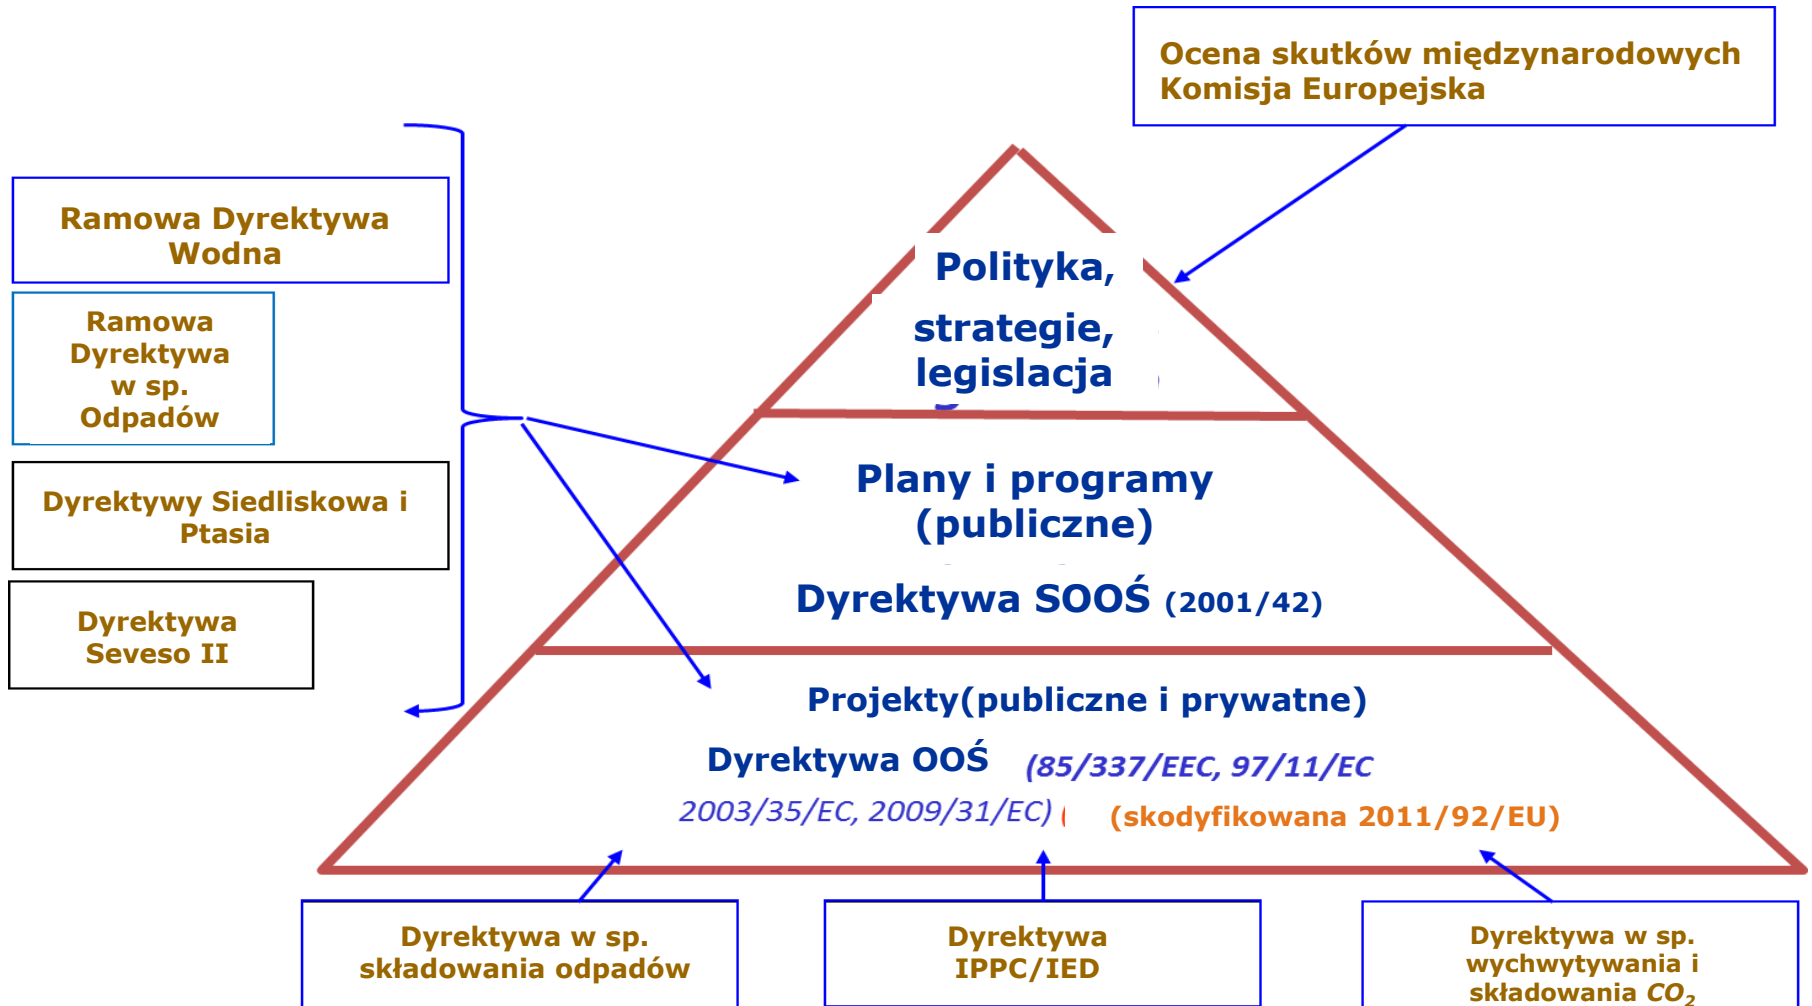 Ocena skutków międzynarodowych
Komisja Europejska
Ramowa Dyrektywa
Wodna
Ramowa
Dyrektywa
w sp.
Odpadów
Dyrektywy Siedliskowa i
Ptasia
Dyrektywa
Seveso II
Polityka,
strategie,
legislacja
Plany i programy
(publiczne)
Dyrektywa SOOŚ (2001/42)
Projekty(publiczne i prywatne)
Dyrektywa OOŚ (85/337/EEC, 97/11/EC
2003/35/EC, 2009/31/EC) ( (skodyfikowana 2011/92/EU)
Dyrektywa w sp.
składowania odpadów
Dyrektywa
IPPC/IED
Dyrektywa w sp.
wychwytywania i
składowania CO₂